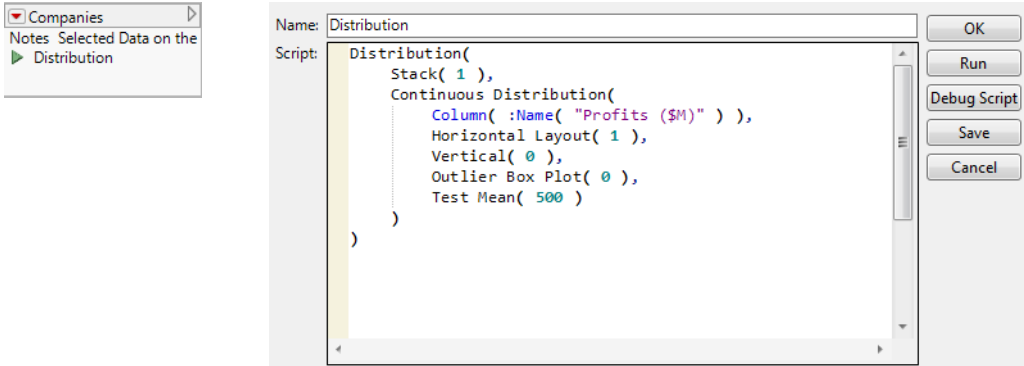 Companies
Notes Selected Data on the
Distribution
Name: Distribution
Script:
Distribution(
Stack( 1 ),
Continuous Distribution(
Column( :Name( "Profits ($M)" ) ),
Horizontal Layout( 1 ),
Vertical( 0 ),
Outlier Box Plot( 0 ),
Test Mean( 500 )
)
)
OK
Run
Debug Script
Save
Cancel